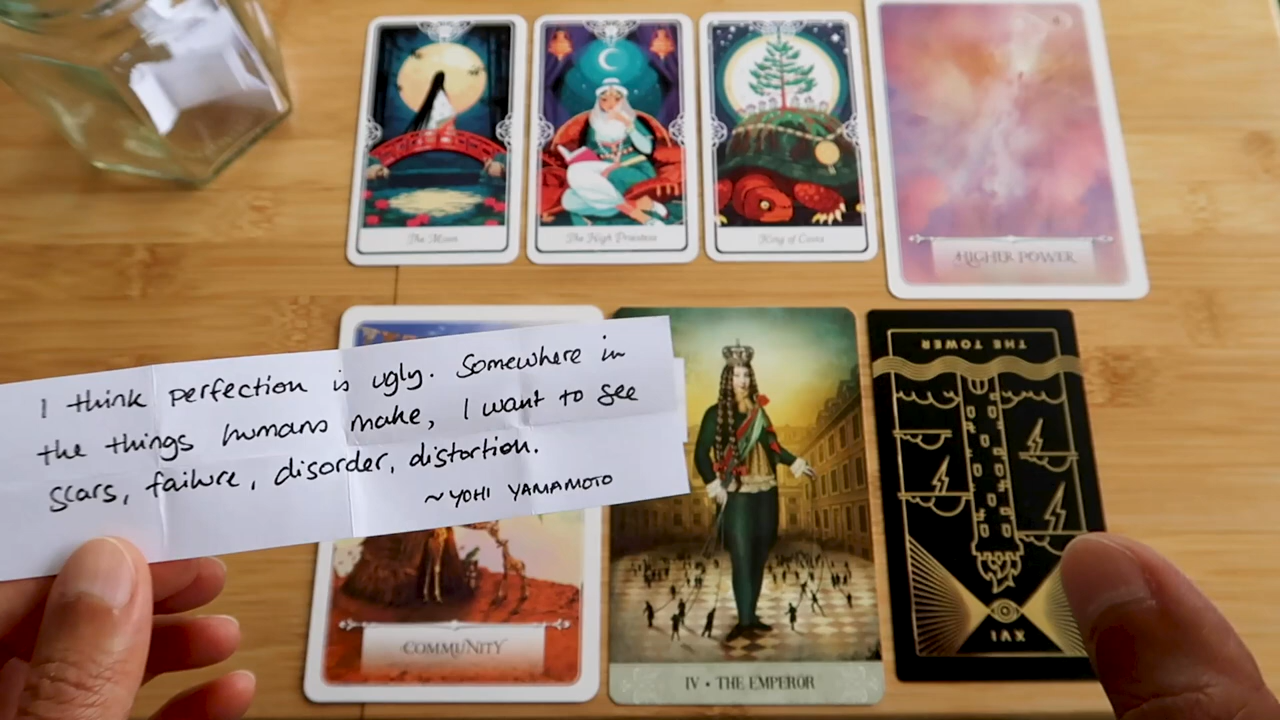 The Moon
The High Priestess
King of Coins
HIGHER POWER
I think perfection is ugly. Somewhere in
the things humans make, I want to see
scars, failure, disorder, distortion.
~YOHI YAMAMOTO
COMMUNITY
IV • THE EMPEROR
THE TOWER
XVI